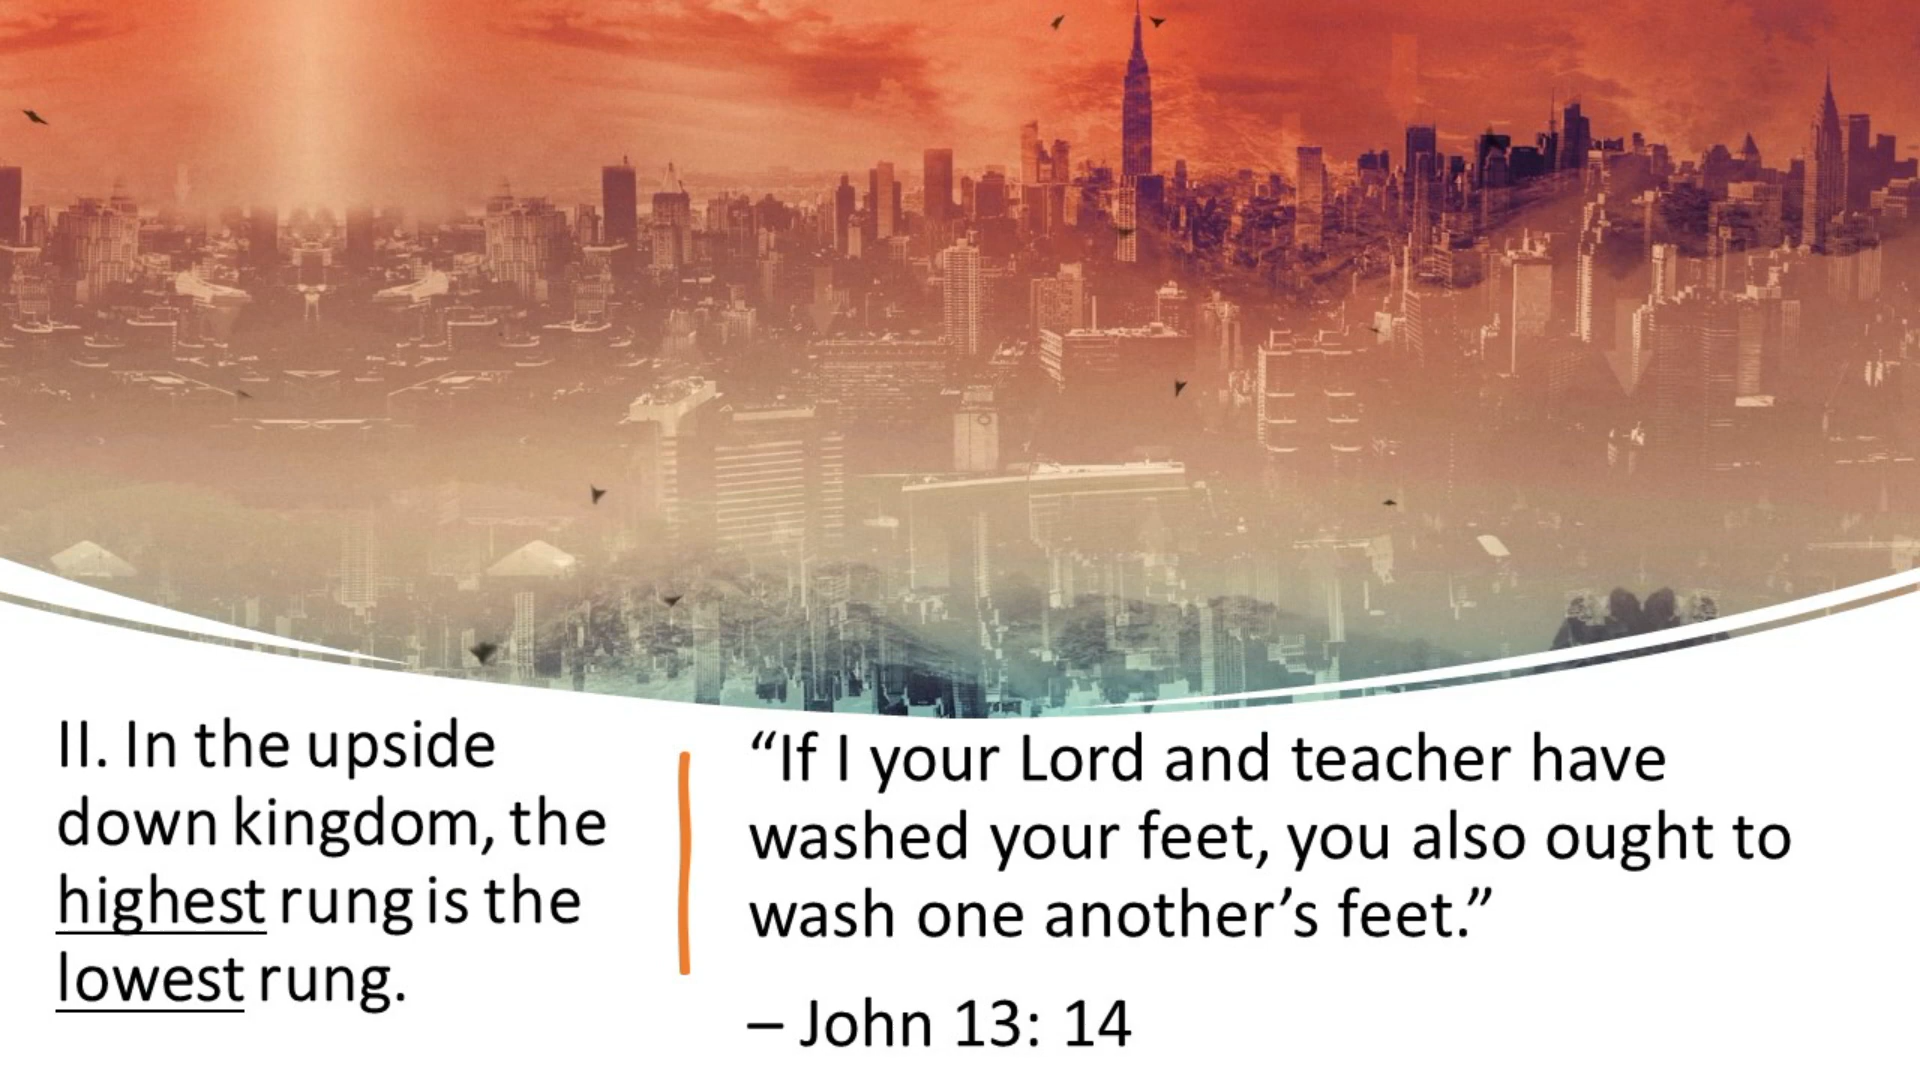 II. In the upside
down kingdom, the
highest rung is the
lowest rung.
“If I your Lord and teacher have
washed your feet, you also ought to
wash one another’s feet.”
– John 13: 14